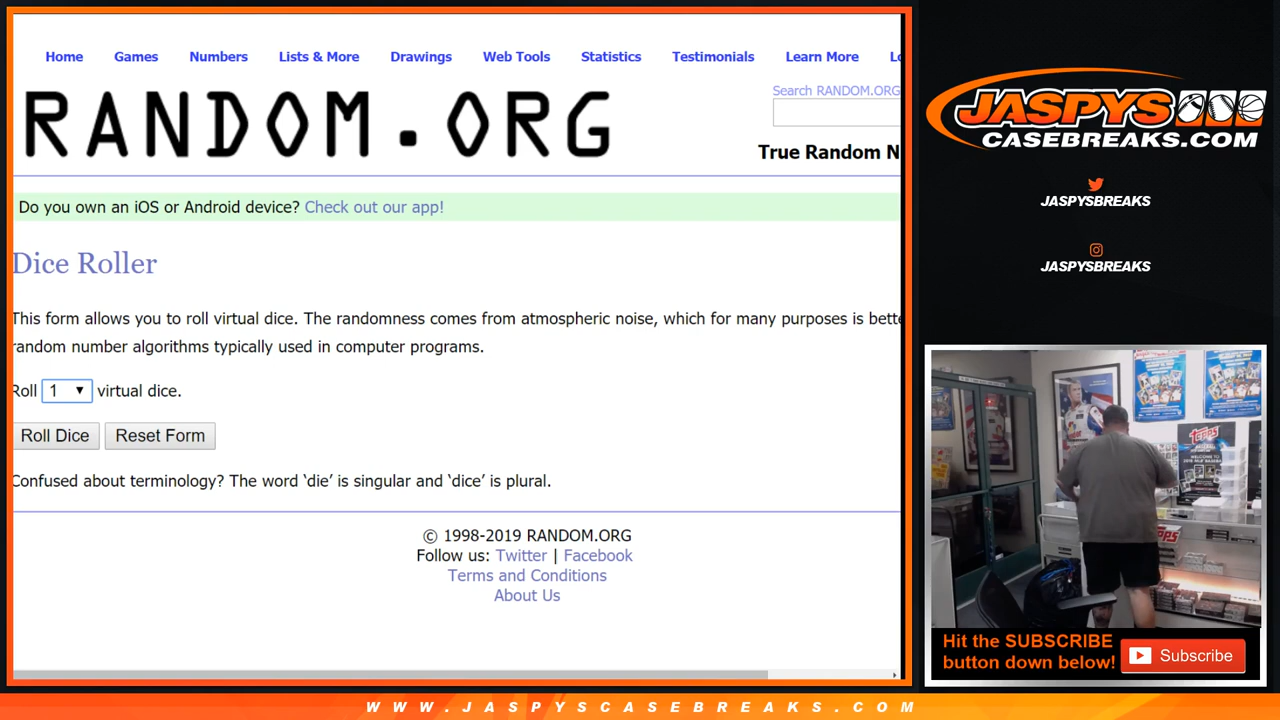 Home Games Numbers Lists & More Drawings Web Tools Statistics Testimonials Learn More Lo
Search RANDOM.ORG
RANDOM.ORG
True Random N
Do you own an iOS or Android device? Check out our app!
Dice Roller
This form allows you to roll virtual dice. The randomness comes from atmospheric noise, which for many purposes is bette
random number algorithms typically used in computer programs.
Roll 1 virtual dice.
Roll Dice Reset Form
Confused about terminology? The word ‘die’ is singular and ‘dice’ is plural.
© 1998-2019 RANDOM.ORG
Follow us: Twitter | Facebook
Terms and Conditions
About Us
JASPYS
CASEBREAKS.COM
JASPYSBREAKS
JASPYSBREAKS
Topps
WELCOME TO
Topps
Hit the SUBSCRIBE
button down below!
Subscribe
WWW.JASPYSCASEBREAKS.COM